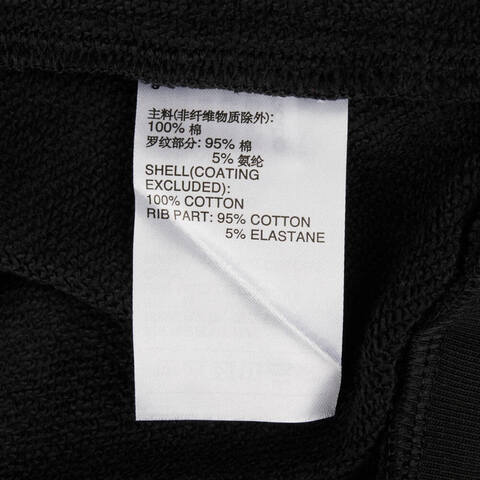 主料(非纤维物质除外):
100% 棉
罗纹部分: 95% 棉
5% 氨纶
SHELL(COATING
EXCLUDED):
100% COTTON
RIB PART: 95% COTTON
5% ELASTANE